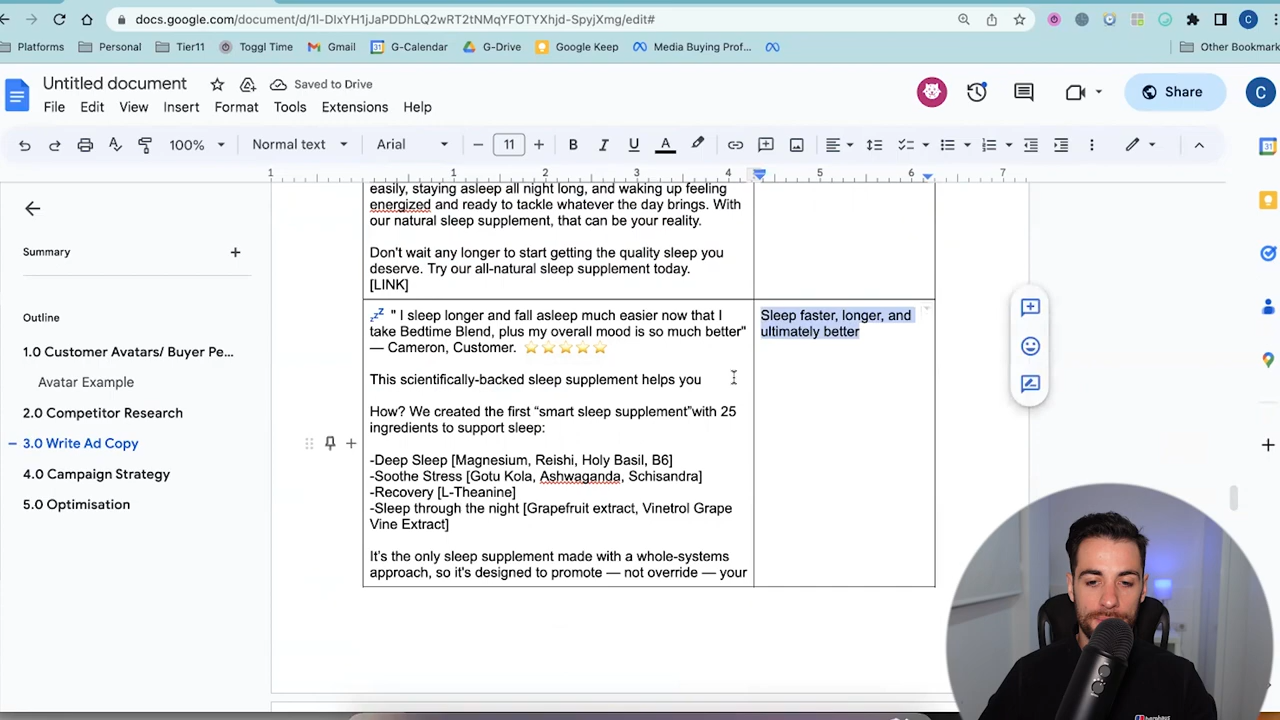 docs.google.com/document/d/1l-DIxYH1jJaPDDhLQ2wRT2tNMqYFOTYXhjd-SpyjXmg/edit#
Platforms Personal Tier11 Toggl Time Gmail G-Calendar G-Drive Google Keep Media Buying Prof... Other Bookmark
Untitled document Saved to Drive
File Edit View Insert Format Tools Extensions Help
Share C
100% Normal text Arial 11
1 1 2 3 4 5 6 7
Summary
Outline
1.0 Customer Avatars/ Buyer Pe...
Avatar Example
2.0 Competitor Research
3.0 Write Ad Copy
4.0 Campaign Strategy
5.0 Optimisation
easily, staying asleep all night long, and waking up feeling
energized and ready to tackle whatever the day brings. With
our natural sleep supplement, that can be your reality.
Don't wait any longer to start getting the quality sleep you
deserve. Try our all-natural sleep supplement today.
[LINK]
💤 " I sleep longer and fall asleep much easier now that I
take Bedtime Blend, plus my overall mood is so much better"
— Cameron, Customer. ⭐⭐⭐⭐⭐
This scientifically-backed sleep supplement helps you
How? We created the first “smart sleep supplement”with 25
ingredients to support sleep:
-Deep Sleep [Magnesium, Reishi, Holy Basil, B6]
-Soothe Stress [Gotu Kola, Ashwaganda, Schisandra]
-Recovery [L-Theanine]
-Sleep through the night [Grapefruit extract, Vinetrol Grape
Vine Extract]
It's the only sleep supplement made with a whole-systems
approach, so it's designed to promote — not override — your
Sleep faster, longer, and
ultimately better